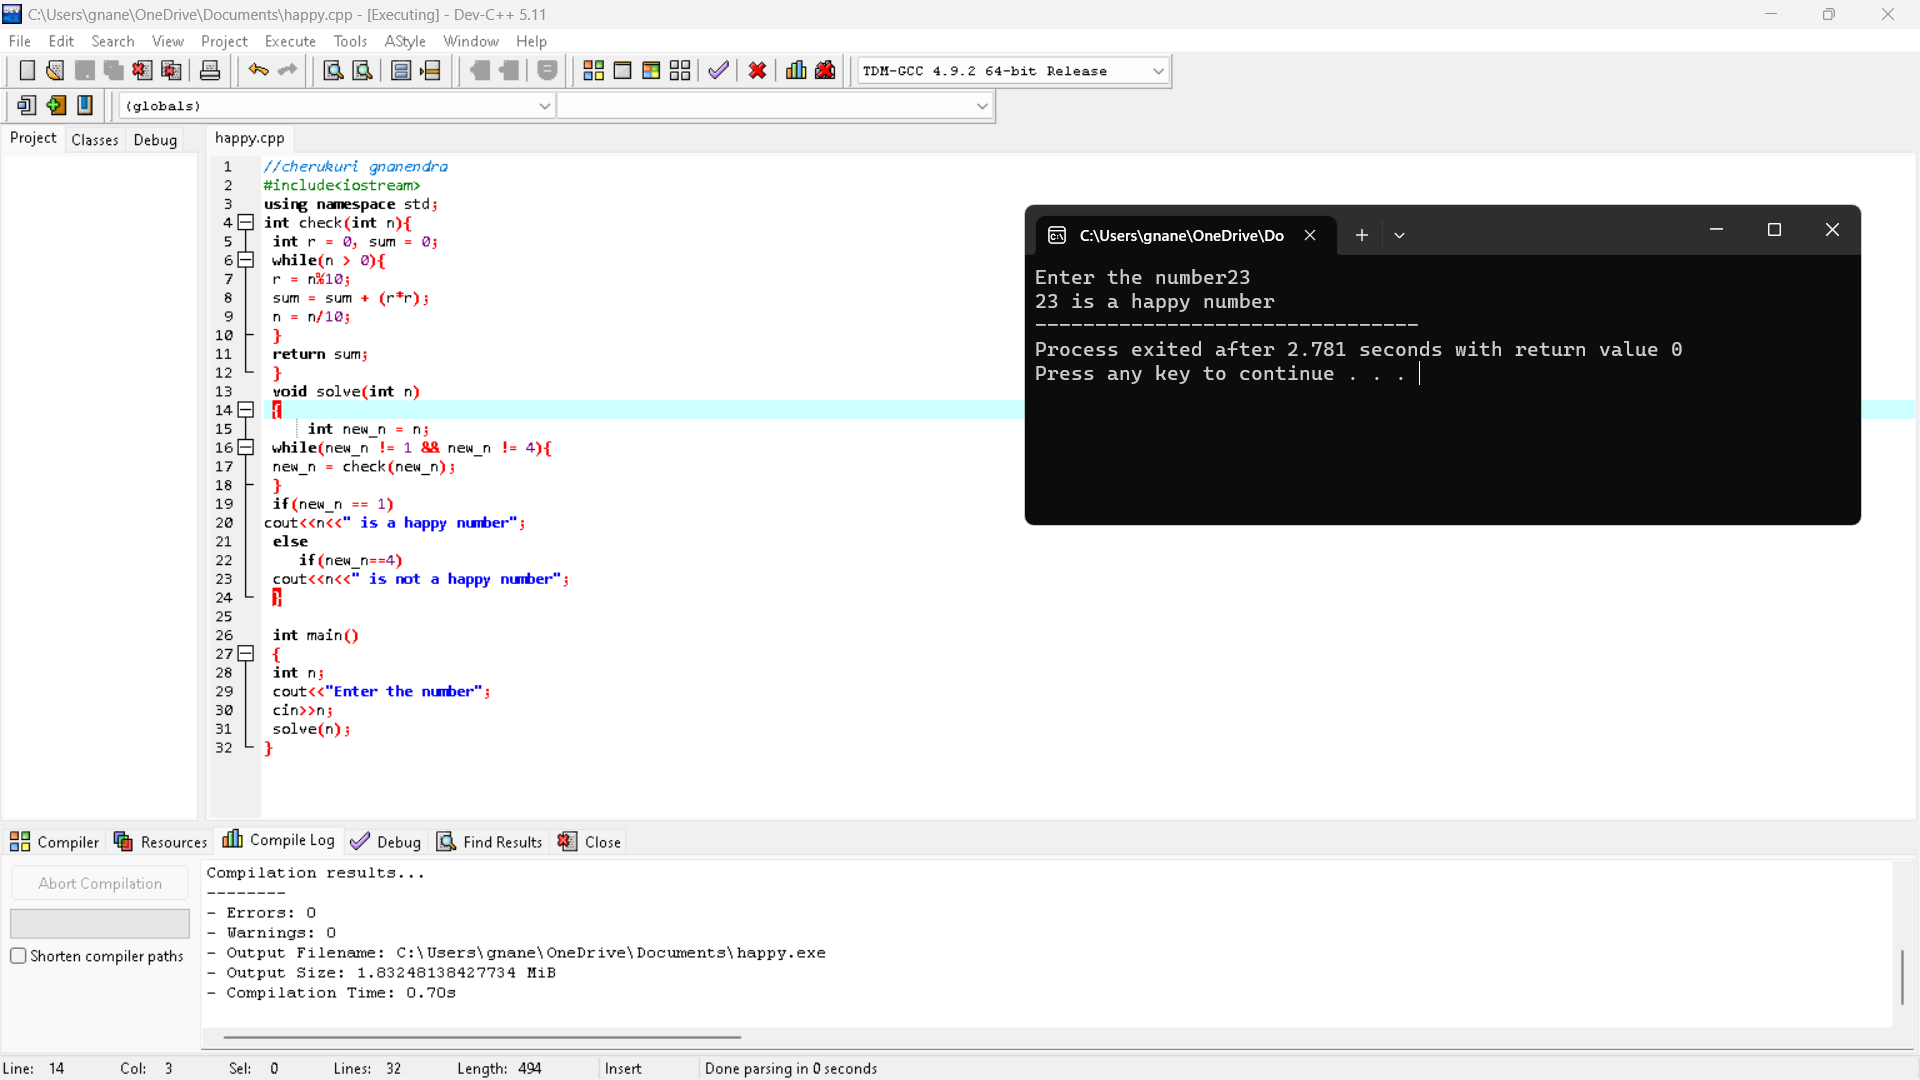 C:\Users\gnane\OneDrive\Documents\happy.cpp - [Executing] - Dev-C++ 5.11
File Edit Search View Project Execute Tools AStyle Window Help
TDM-GCC 4.9.2 64-bit Release
(globals)
Project Classes Debug
happy.cpp
1 //cherukuri gnanendra
2 #include<iostream>
3 using namespace std;
4 int check(int n){
5 int r = 0, sum = 0;
6 while(n > 0){
7 r = n%10;
8 sum = sum + (r*r);
9 n = n/10;
10 }
11 return sum;
12 }
13 void solve(int n)
14 {
15 int new_n = n;
16 while(new_n != 1 && new_n != 4){
17 new_n = check(new_n);
18 }
19 if(new_n == 1)
20 cout<<n<<" is a happy number";
21 else
22 if(new_n==4)
23 cout<<n<<" is not a happy number";
24 }
25
26 int main()
27 {
28 int n;
29 cout<<"Enter the number";
30 cin>>n;
31 solve(n);
32 }
C:\Users\gnane\OneDrive\Do
Enter the number23
23 is a happy number
--------------------------------
Process exited after 2.781 seconds with return value 0
Press any key to continue . . .
Compiler Resources Compile Log Debug Find Results Close
Abort Compilation
Shorten compiler paths
Compilation results...
--------
- Errors: 0
- Warnings: 0
- Output Filename: C:\Users\gnane\OneDrive\Documents\happy.exe
- Output Size: 1.83248138427734 MiB
- Compilation Time: 0.70s
Line: 14 Col: 3 Sel: 0 Lines: 32 Length: 494 Insert Done parsing in 0 seconds